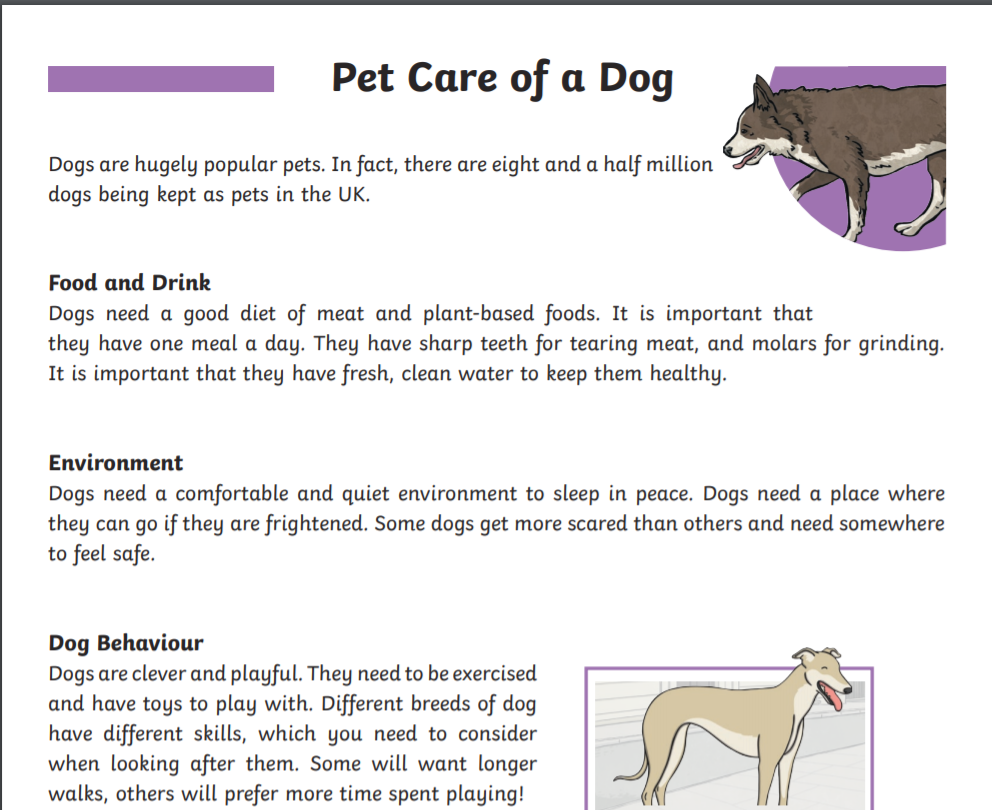 Pet Care of a Dog
Dogs are hugely popular pets. In fact, there are eight and a half million
dogs being kept as pets in the UK.
Food and Drink
Dogs need a good diet of meat and plant-based foods. It is important that
they have one meal a day. They have sharp teeth for tearing meat, and molars for grinding.
It is important that they have fresh, clean water to keep them healthy.
Environment
Dogs need a comfortable and quiet environment to sleep in peace. Dogs need a place where
they can go if they are frightened. Some dogs get more scared than others and need somewhere
to feel safe.
Dog Behaviour
Dogs are clever and playful. They need to be exercised
and have toys to play with. Different breeds of dog
have different skills, which you need to consider
when looking after them. Some will want longer
walks, others will prefer more time spent playing!